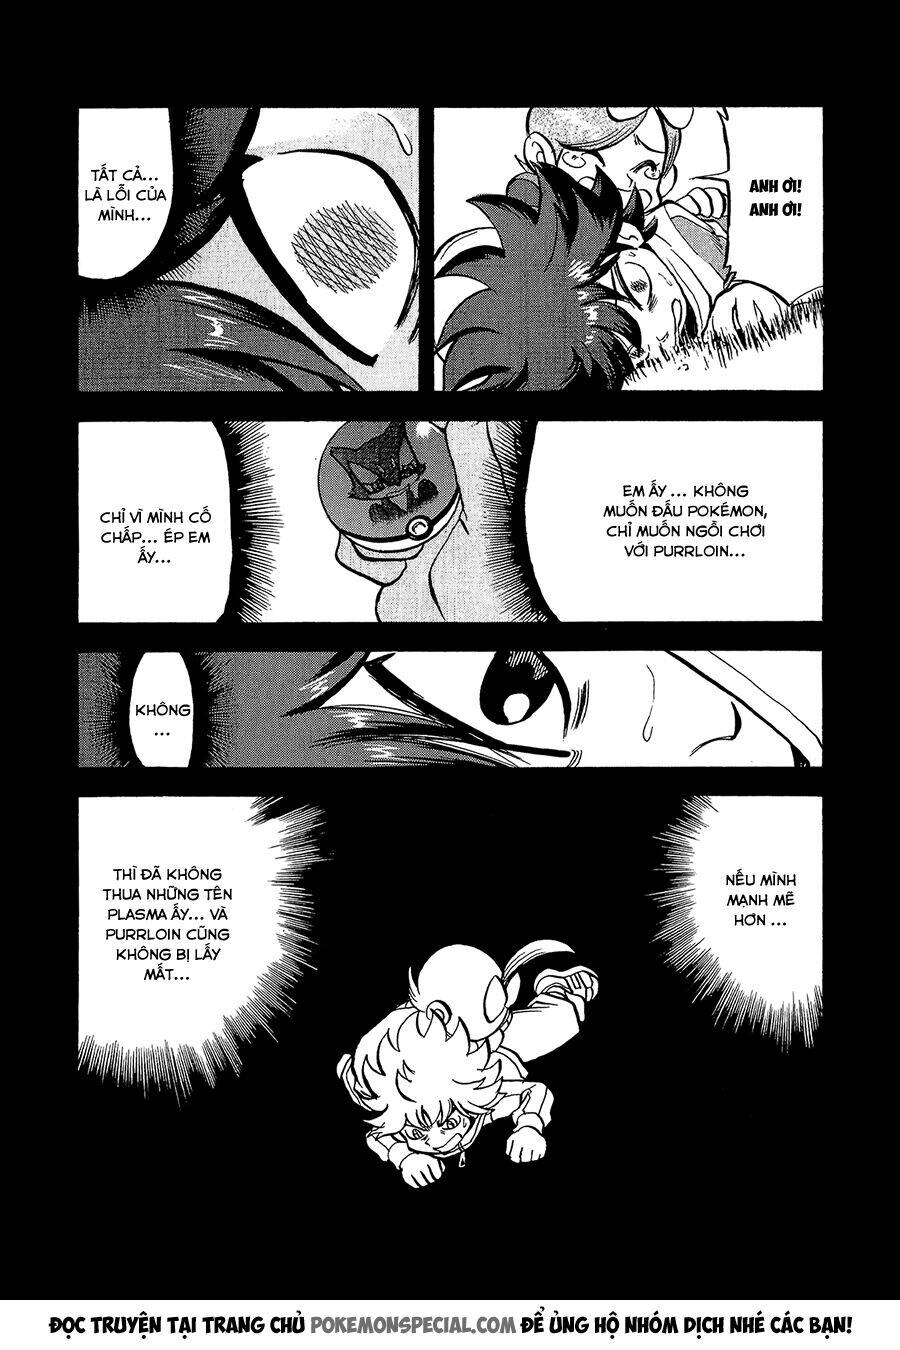 ANH ƠI!
ANH ƠI!
TẤT CẢ...
LÀ LỖI CỦA
MÌNH...
EM ẤY ... KHÔNG
MUỐN ĐẤU POKÉMON,
CHỈ MUỐN NGỒI CHƠI
VỚI PURRLOIN...
CHỈ VÌ MÌNH CỐ
CHẤP... ÉP EM
ẤY...
KHÔNG
...
NẾU MÌNH
MẠNH MẼ
HƠN ...
THÌ ĐÃ KHÔNG
THUA NHỮNG TÊN
PLASMA ẤY... VÀ
PURRLOIN CŨNG
KHÔNG BỊ LẤY
MẤT...
ĐỌC TRUYỆN TẠI TRANG CHỦ POKEMONSPECIAL.COM ĐỂ ỦNG HỘ NHÓM DỊCH NHÉ CÁC BẠN!